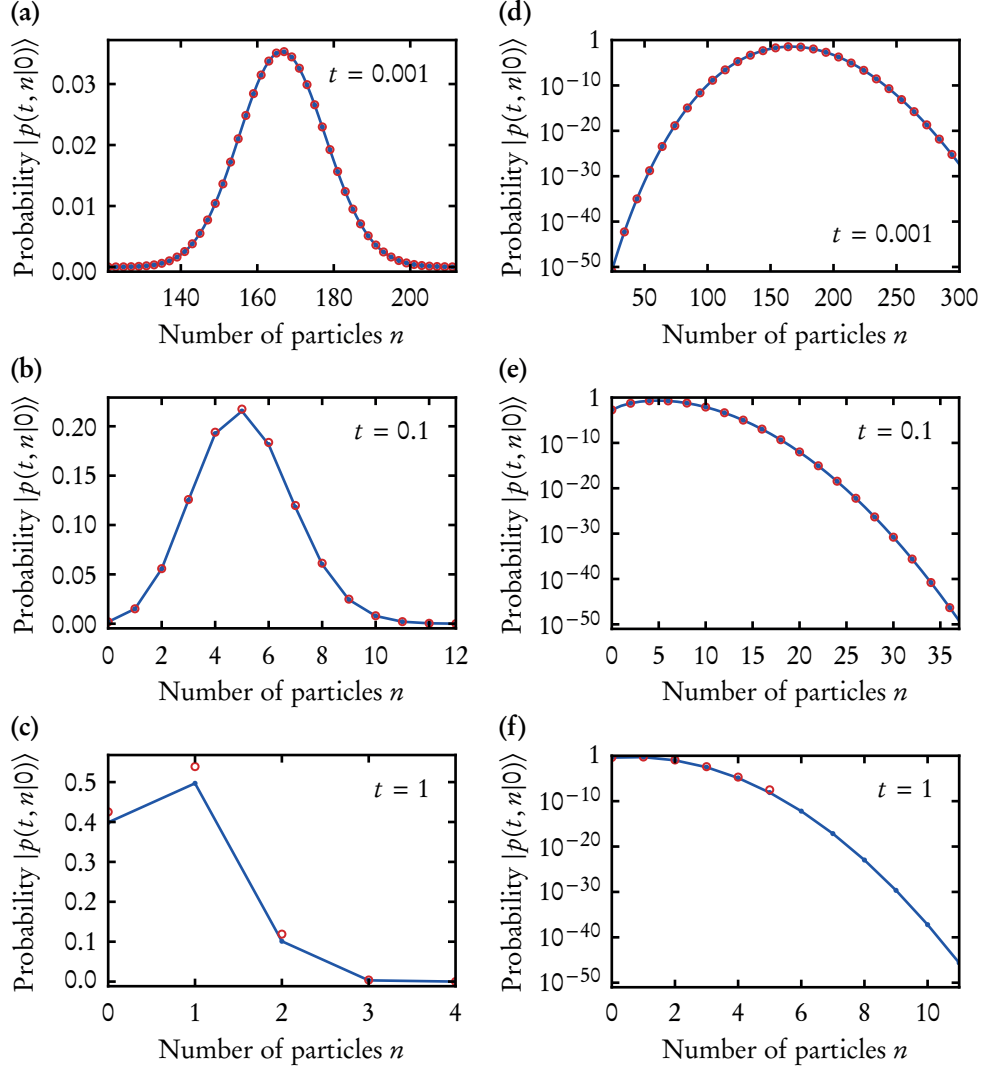 (a)
Probability |p(t, n|0)⟩
0.03
0.02
0.01
0.00
t = 0.001
140 160 180 200
Number of particles n
(d)
Probability |p(t, n|0)⟩
1
10⁻¹⁰
10⁻²⁰
10⁻³⁰
10⁻⁴⁰
10⁻⁵⁰
t = 0.001
50 100 150 200 250 300
Number of particles n
(b)
Probability |p(t, n|0)⟩
0.20
0.15
0.10
0.05
0.00
t = 0.1
0 2 4 6 8 10 12
Number of particles n
(e)
Probability |p(t, n|0)⟩
1
10⁻¹⁰
10⁻²⁰
10⁻³⁰
10⁻⁴⁰
10⁻⁵⁰
t = 0.1
0 5 10 15 20 25 30 35
Number of particles n
(c)
Probability |p(t, n|0)⟩
0.5
0.4
0.3
0.2
0.1
0.0
t = 1
0 1 2 3 4
Number of particles n
(f)
Probability |p(t, n|0)⟩
1
10⁻¹⁰
10⁻²⁰
10⁻³⁰
10⁻⁴⁰
10⁻⁵⁰
t = 1
0 2 4 6 8 10
Number of particles n